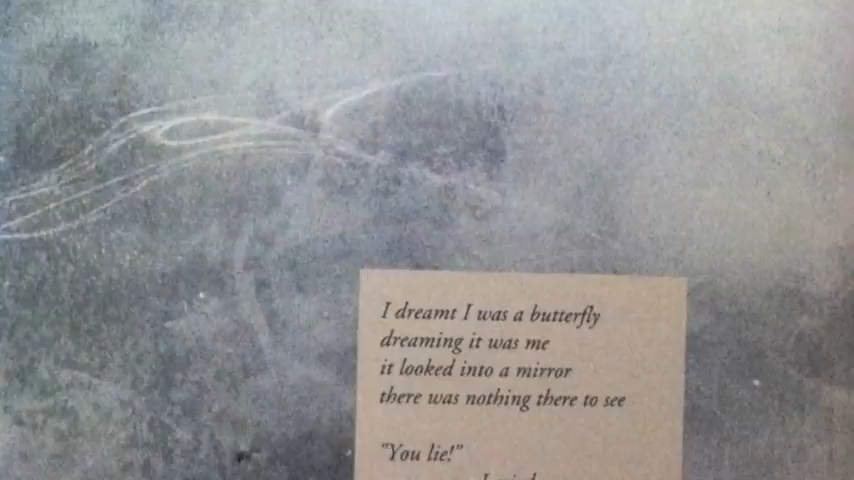 I dreamt I was a butterfly
dreaming it was me
it looked into a mirror
there was nothing there to see
"You lie!"